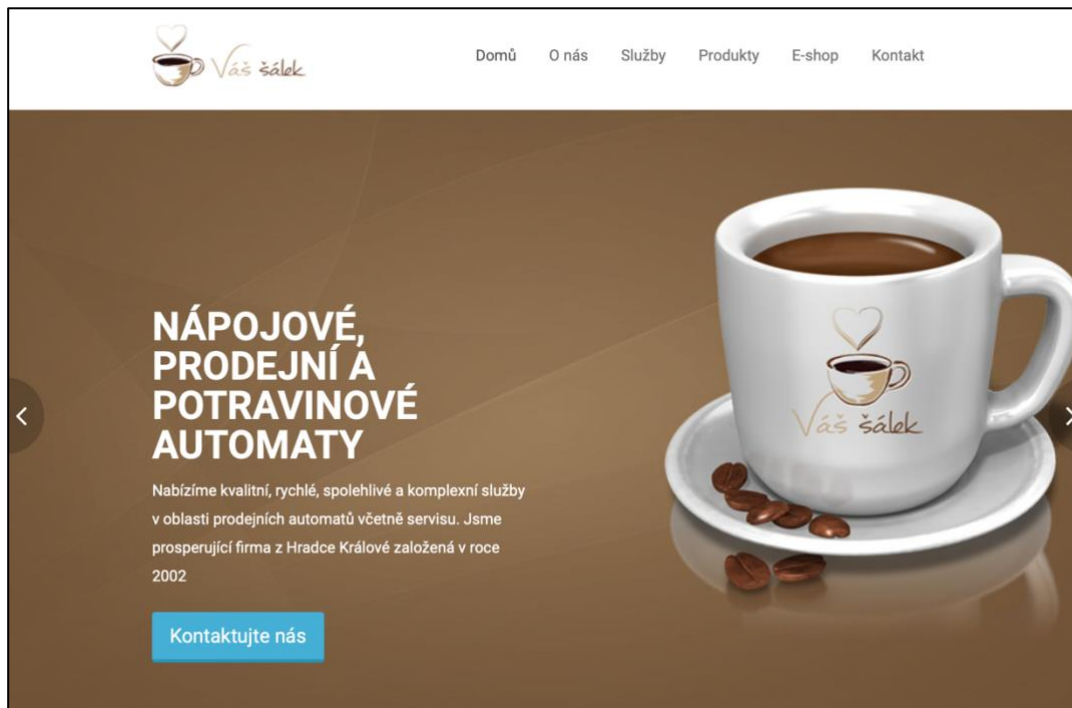 Váš šálek
Domů O nás Služby Produkty E-shop Kontakt
NÁPOJOVÉ,
PRODEJNÍ A
POTRAVINOVÉ
AUTOMATY
Nabízíme kvalitní, rychlé, spolehlivé a komplexní služby
v oblasti prodejních automatů včetně servisu. Jsme
prosperující firma z Hradce Králové založená v roce
2002
Kontaktujte nás
Váš šálek